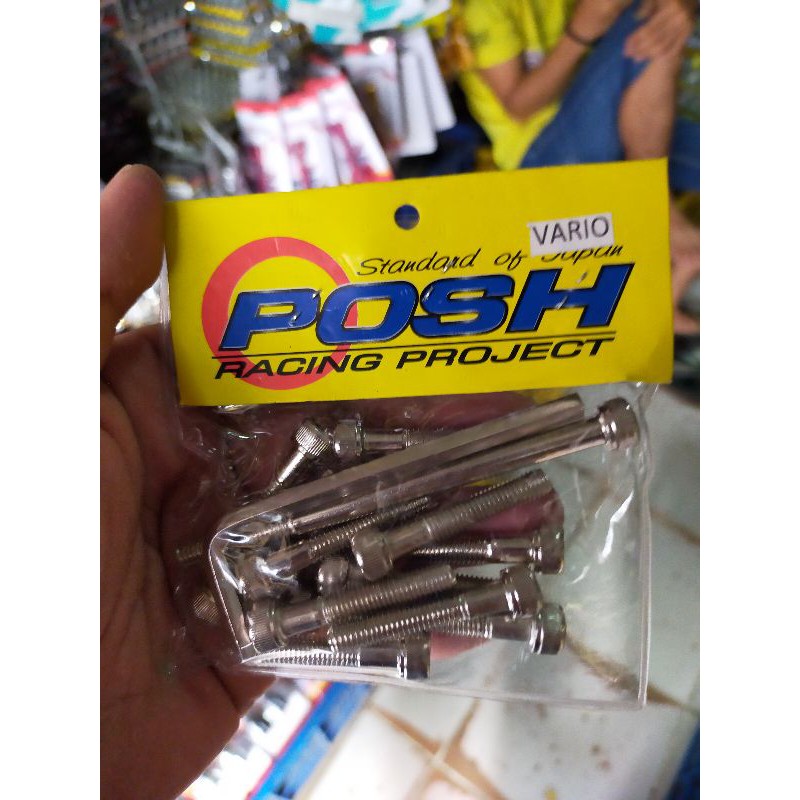 VARIO
Standard of Japan
POSH
RACING PROJECT